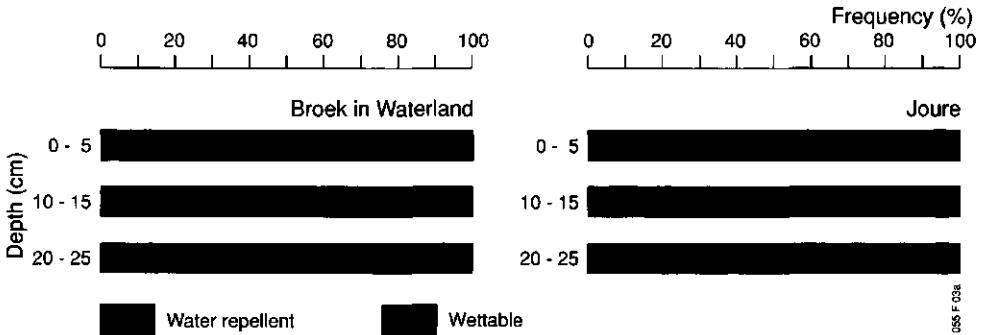 Frequency (%)
0 20 40 60 80 100 0 20 40 60 80 100
Broek in Waterland Joure
Depth (cm)
0 - 5 0 - 5
10 - 15 10 - 15
20 - 25 20 - 25
Water repellent Wettable
055 F 03a